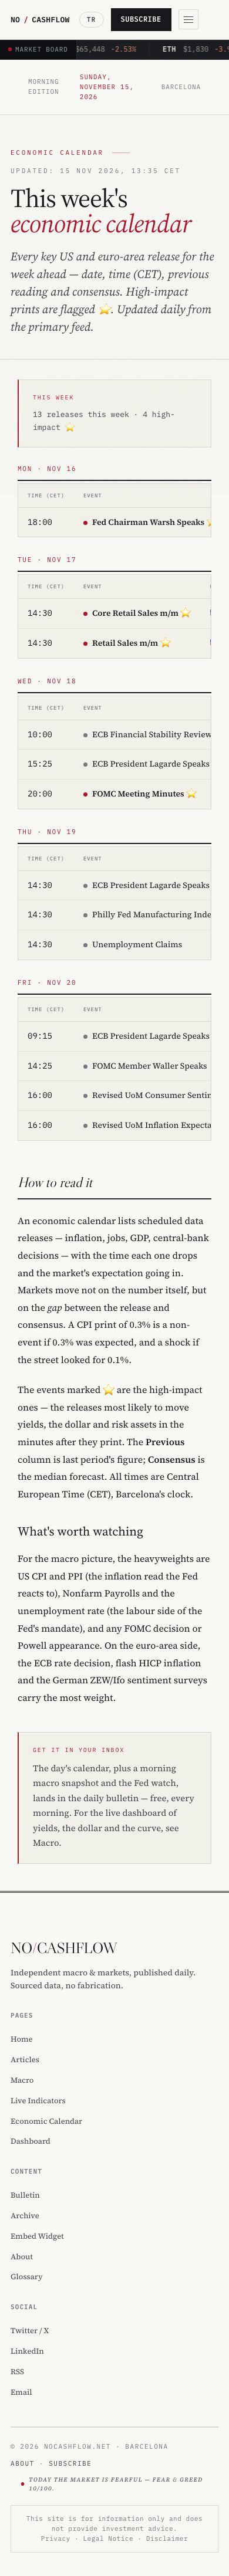 NO / CASHFLOW
TR
SUBSCRIBE
MARKET BOARD
$65,448 -2.53%
ETH $1,830
MORNING
EDITION
SUNDAY,
NOVEMBER 15,
2026
BARCELONA
ECONOMIC CALENDAR
UPDATED: 15 NOV 2026, 13:35 CET
This week's
economic calendar
Every key US and euro-area release for the
week ahead — date, time (CET), previous
reading and consensus. High-impact
prints are flagged ⭐. Updated daily from
the primary feed.
THIS WEEK
13 releases this week · 4 high-
impact ⭐
MON · NOV 16
TIME (CET) EVENT
18:00 Fed Chairman Warsh Speaks
TUE · NOV 17
TIME (CET) EVENT
14:30 Core Retail Sales m/m ⭐
14:30 Retail Sales m/m ⭐
WED · NOV 18
TIME (CET) EVENT
10:00 ECB Financial Stability Review
15:25 ECB President Lagarde Speaks
20:00 FOMC Meeting Minutes ⭐
THU · NOV 19
TIME (CET) EVENT
14:30 ECB President Lagarde Speaks
14:30 Philly Fed Manufacturing Inde
14:30 Unemployment Claims
FRI · NOV 20
TIME (CET) EVENT
09:15 ECB President Lagarde Speaks
14:25 FOMC Member Waller Speaks
16:00 Revised UoM Consumer Sentin
16:00 Revised UoM Inflation Expecta
How to read it
An economic calendar lists scheduled data
releases — inflation, jobs, GDP, central-bank
decisions — with the time each one drops
and the market's expectation going in.
Markets move not on the number itself, but
on the gap between the release and
consensus. A CPI print of 0.3% is a non-
event if 0.3% was expected, and a shock if
the street looked for 0.1%.
The events marked ⭐ are the high-impact
ones — the releases most likely to move
yields, the dollar and risk assets in the
minutes after they print. The Previous
column is last period's figure; Consensus is
the median forecast. All times are Central
European Time (CET), Barcelona's clock.
What's worth watching
For the macro picture, the heavyweights are
US CPI and PPI (the inflation read the Fed
reacts to), Nonfarm Payrolls and the
unemployment rate (the labour side of the
Fed's mandate), and any FOMC decision or
Powell appearance. On the euro-area side,
the ECB rate decision, flash HICP inflation
and the German ZEW/Ifo sentiment surveys
carry the most weight.
GET IT IN YOUR INBOX
The day's calendar, plus a morning
macro snapshot and the Fed watch,
lands in the daily bulletin — free, every
morning. For the live dashboard of
yields, the dollar and the curve, see
Macro.
NO/CASHFLOW
Independent macro & markets, published daily.
Sourced data, no fabrication.
PAGES
Home
Articles
Macro
Live Indicators
Economic Calendar
Dashboard
CONTENT
Bulletin
Archive
Embed Widget
About
Glossary
SOCIAL
Twitter / X
LinkedIn
RSS
Email
© 2026 NOCASHFLOW.NET · BARCELONA
ABOUT · SUBSCRIBE
TODAY THE MARKET IS FEARFUL — FEAR & GREED
10/100.
This site is for information only and does
not provide investment advice.
Privacy · Legal Notice · Disclaimer